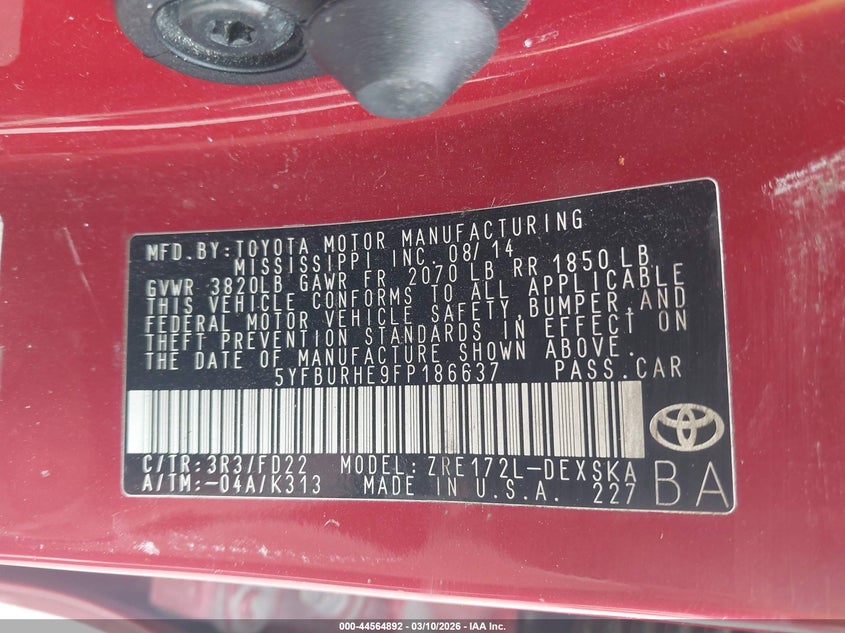 MFD.BY:TOYOTA MOTOR MANUFACTURING
MISSISSIPPI INC. 08/14
GVWR 3820LB GAWR FR 2070 LB RR 1850 LB
THIS VEHICLE CONFORMS TO ALL APPLICABLE
FEDERAL MOTOR VEHICLE SAFETY,BUMPER,AND
THEFT PREVENTION STANDARDS IN EFFECT ON
THE DATE OF MANUFACTURE SHOWN ABOVE.
5YFBURHE9FP186637 PASS.CAR
C/TR:3R3/FD22 MODEL:ZRE172L-DEXSKA
A/TM:-04A/K313 MADE IN U.S.A. 227
BA
000-44564892 — 03/10/2026 — IAA Inc.